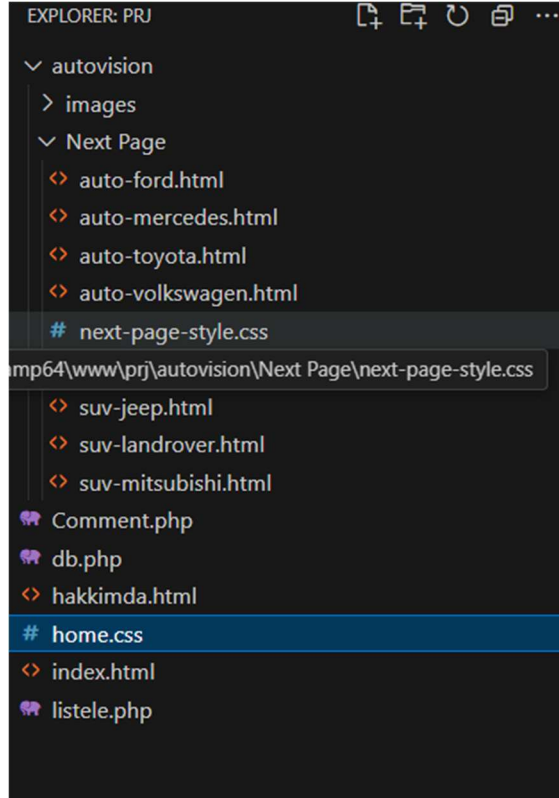 EXPLORER: PRJ
autovision
images
Next Page
auto-ford.html
auto-mercedes.html
auto-toyota.html
auto-volkswagen.html
next-page-style.css
mp64\www\prj\autovision\Next Page\next-page-style.css
suv-jeep.html
suv-landrover.html
suv-mitsubishi.html
Comment.php
db.php
hakkimda.html
home.css
index.html
listele.php